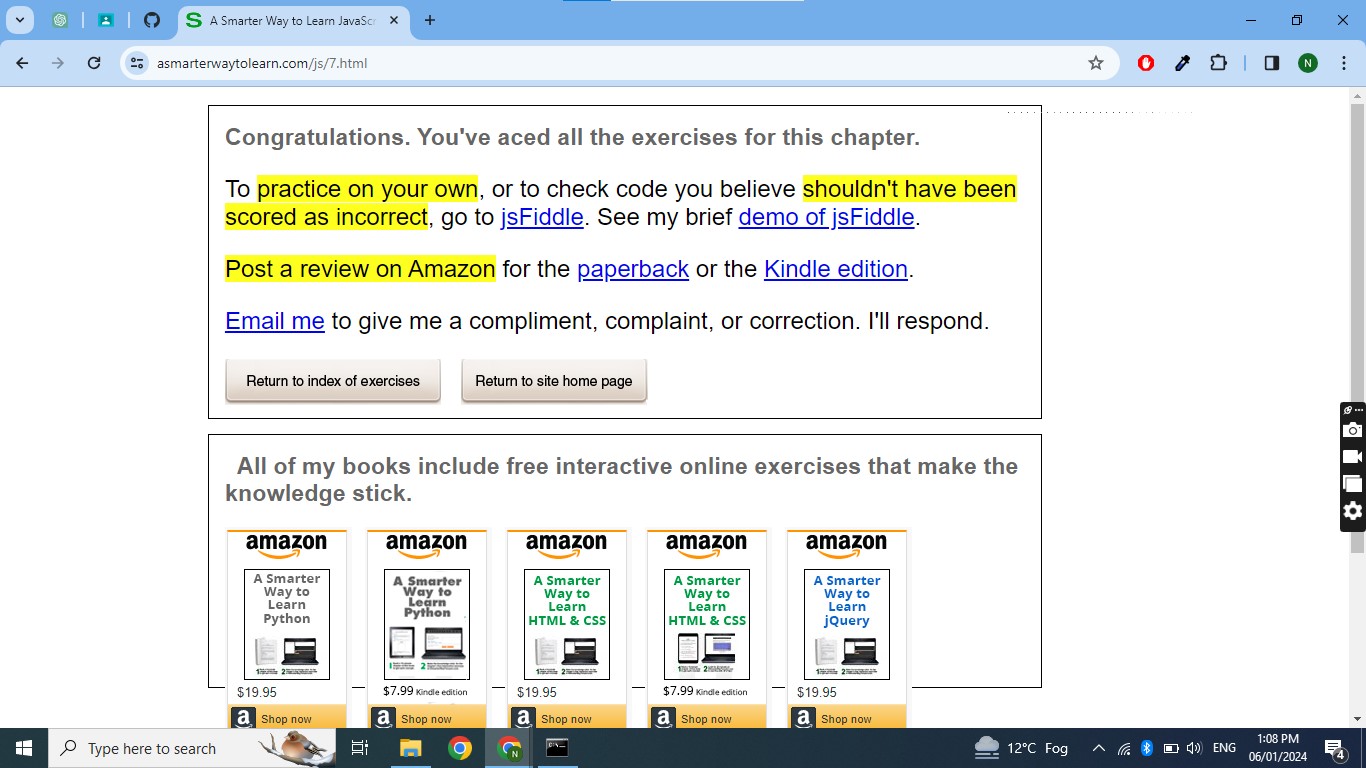 A Smarter Way to Learn JavaScr
asmarterwaytolearn.com/js/7.html
N
Congratulations. You've aced all the exercises for this chapter.
To practice on your own, or to check code you believe shouldn't have been
scored as incorrect, go to jsFiddle. See my brief demo of jsFiddle.
Post a review on Amazon for the paperback or the Kindle edition.
Email me to give me a compliment, complaint, or correction. I'll respond.
Return to index of exercises Return to site home page
All of my books include free interactive online exercises that make the
knowledge stick.
amazon amazon amazon amazon amazon
A Smarter A Smarter A Smarter A Smarter A Smarter
Way to Way to Way to Way to Way to
Learn Learn Learn Learn Learn
Python Python HTML & CSS HTML & CSS jQuery
$19.95 $7.99 Kindle edition $19.95 $7.99 Kindle edition $19.95
a Shop now a Shop now a Shop now a Shop now a Shop now
Type here to search N 12°C Fog ENG 1:08 PM
06/01/2024 4